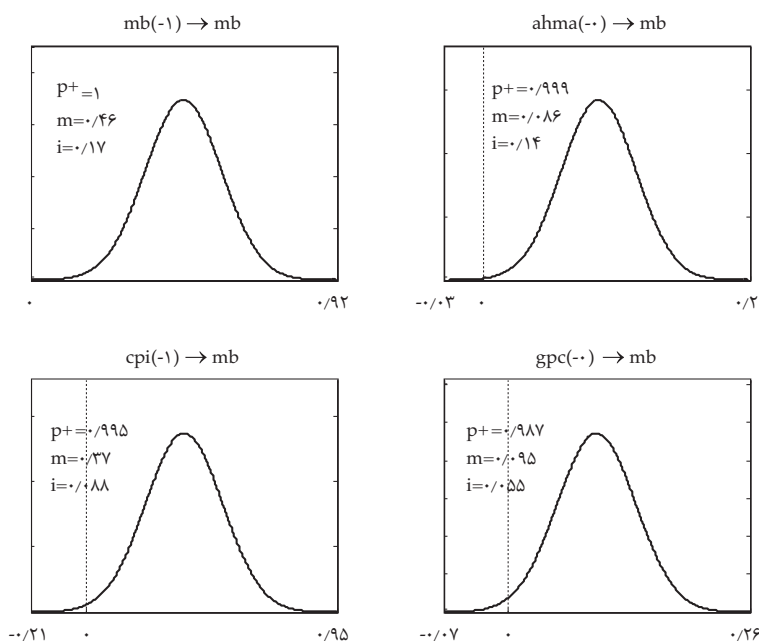 mb(-۱) → mb
p+=۱
m=۰/۴۶
i=۰/۱۷
۰ ۰/۹۲
ahma(-۰) → mb
p+=۰/۹۹۹
m=۰/۰۸۶
i=۰/۱۴
-۰/۰۳ ۰ ۰/۲
cpi(-۱) → mb
p+=۰/۹۹۵
m=۰/۳۷
i=۰/۰۸۸
-۰/۲۱ ۰ ۰/۹۵
gpc(-۰) → mb
p+=۰/۹۸۷
m=۰/۰۹۵
i=۰/۰۵۵
-۰/۰۷ ۰ ۰/۲۶